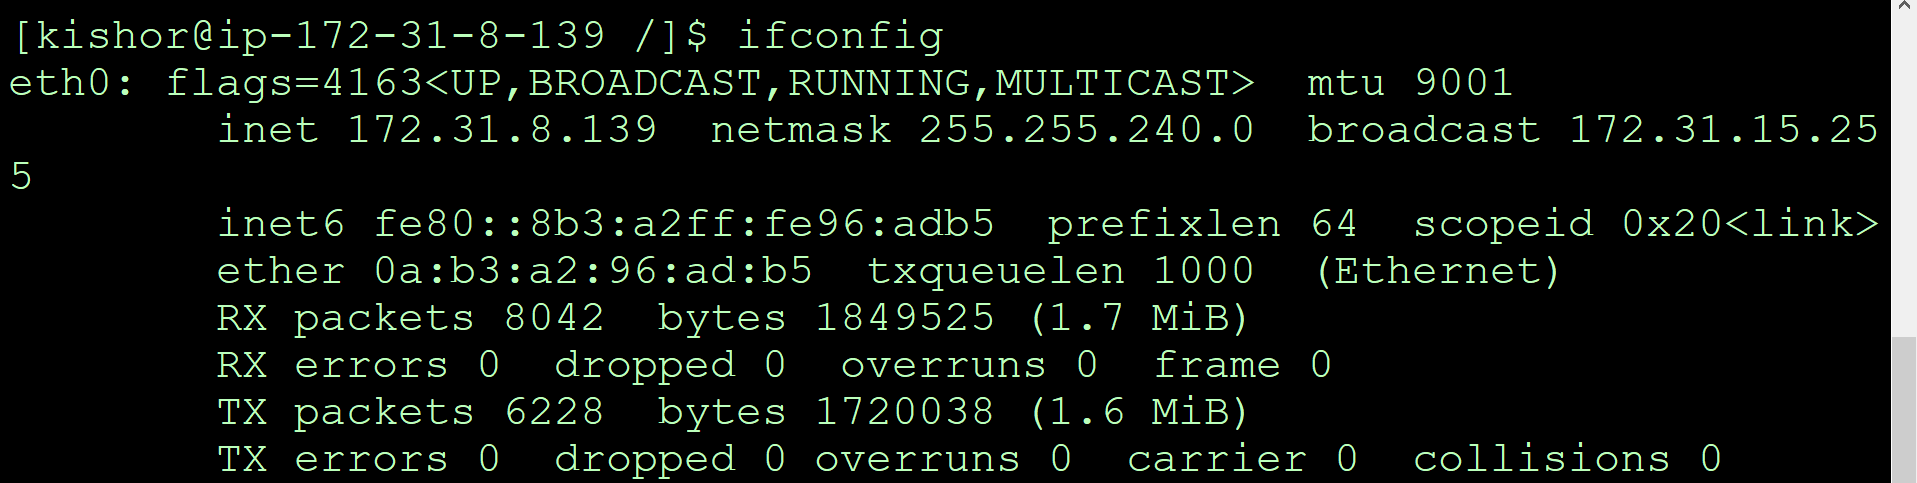 [kishor@ip-172-31-8-139 /]$ ifconfig
eth0: flags=4163<UP,BROADCAST,RUNNING,MULTICAST>  mtu 9001
        inet 172.31.8.139  netmask 255.255.240.0  broadcast 172.31.15.25
5
        inet6 fe80::8b3:a2ff:fe96:adb5  prefixlen 64  scopeid 0x20<link>
        ether 0a:b3:a2:96:ad:b5  txqueuelen 1000  (Ethernet)
        RX packets 8042  bytes 1849525 (1.7 MiB)
        RX errors 0  dropped 0  overruns 0  frame 0
        TX packets 6228  bytes 1720038 (1.6 MiB)
        TX errors 0  dropped 0 overruns 0  carrier 0  collisions 0